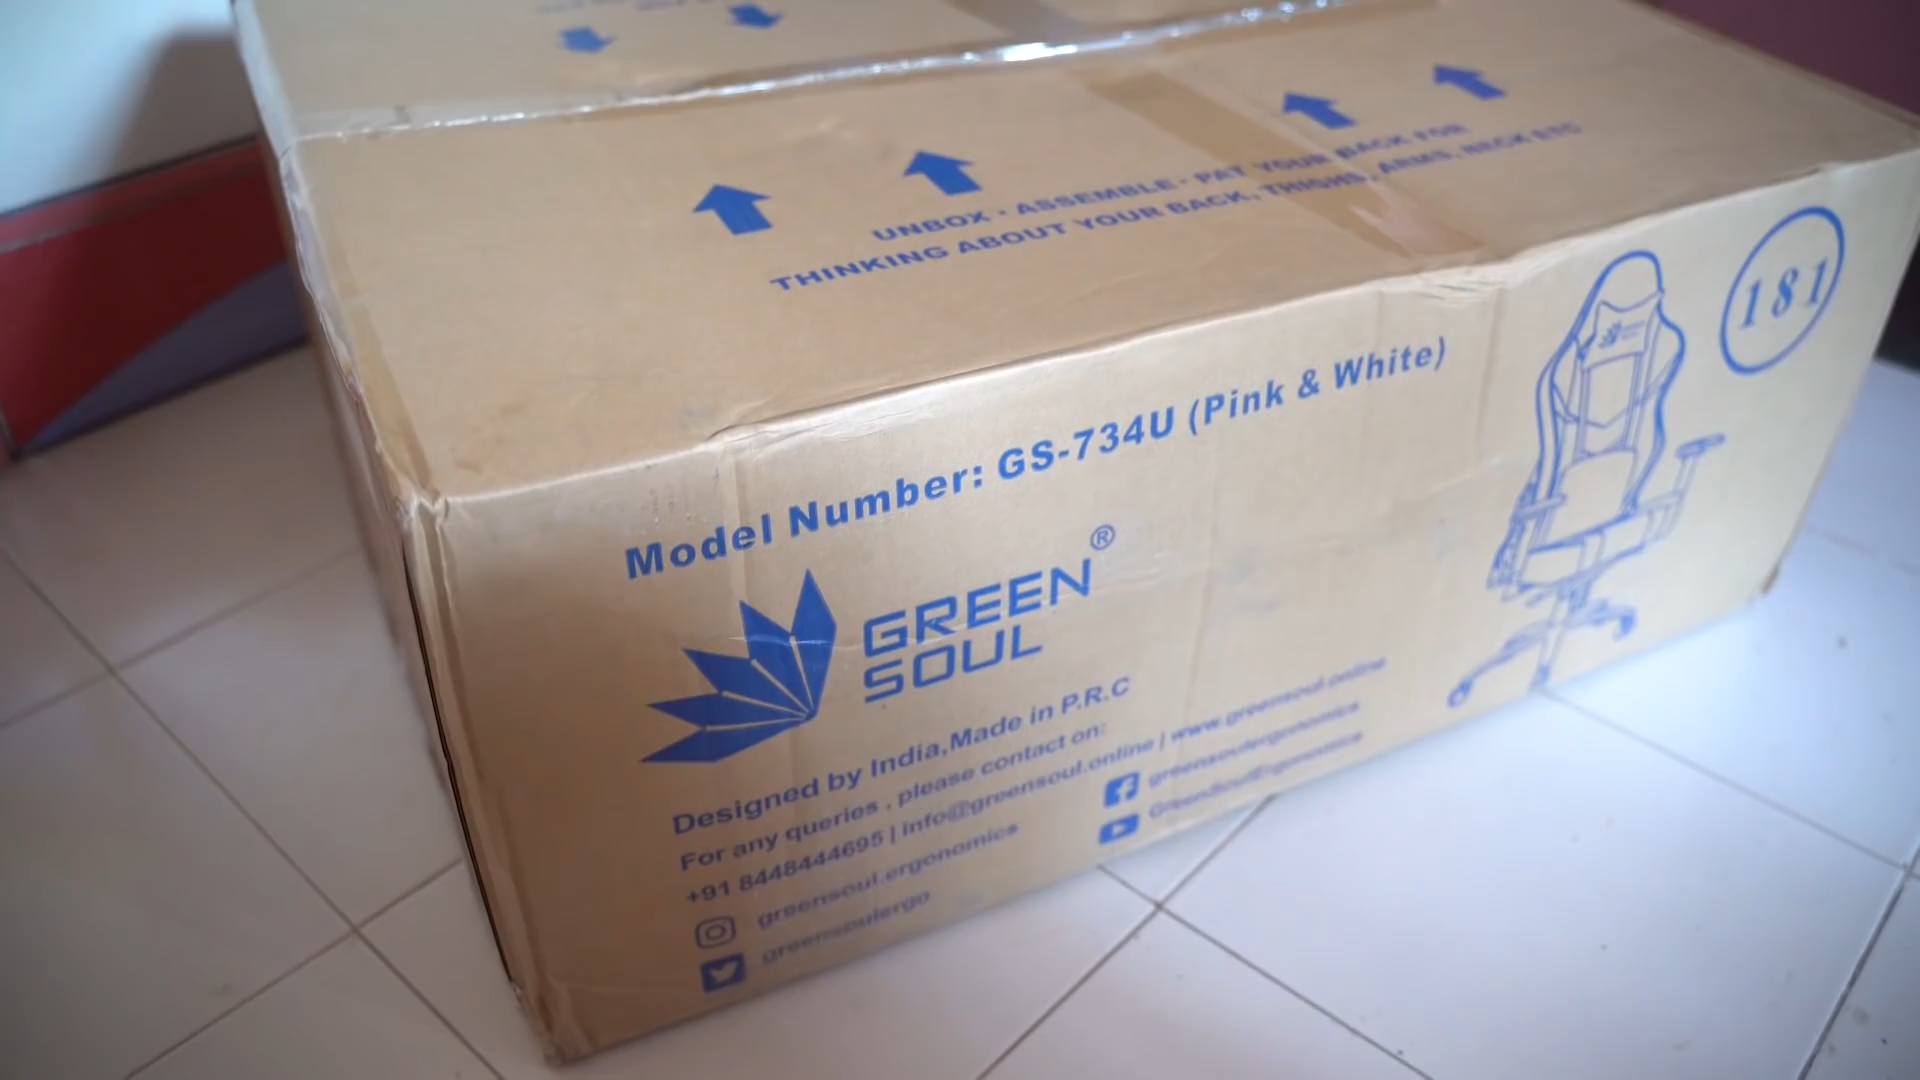 UNBOX · ASSEMBLE · PAT YOUR BACK FOR
THINKING ABOUT YOUR BACK, THIGHS, ARMS, NECK ETC
181
Model Number: GS-734U (Pink & White)
GREEN
SOUL®
Designed by India,Made in P.R.C
For any queries , please contact on:
+91 8448444695 | info@greensoul.online | www.greensoul.online
greensoul.ergonomics
greensoulergo
greensoulergonomics
GreenSoulErgonomics